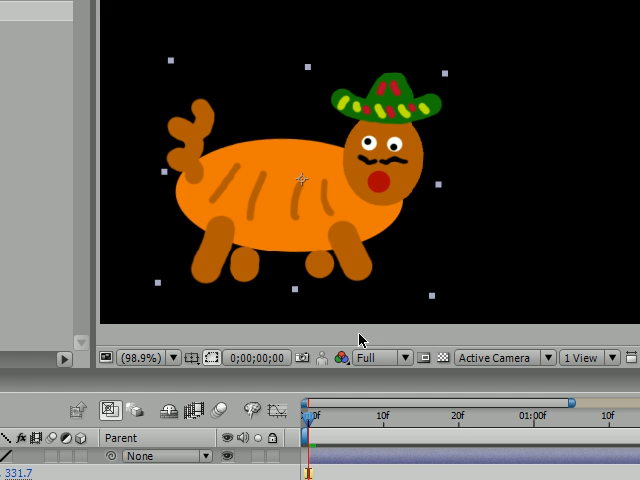 (98.9%) 0;00;00;00 Full Active Camera 1 View
0f 10f 20f 01:00f 10f
fx Parent
None
331.7